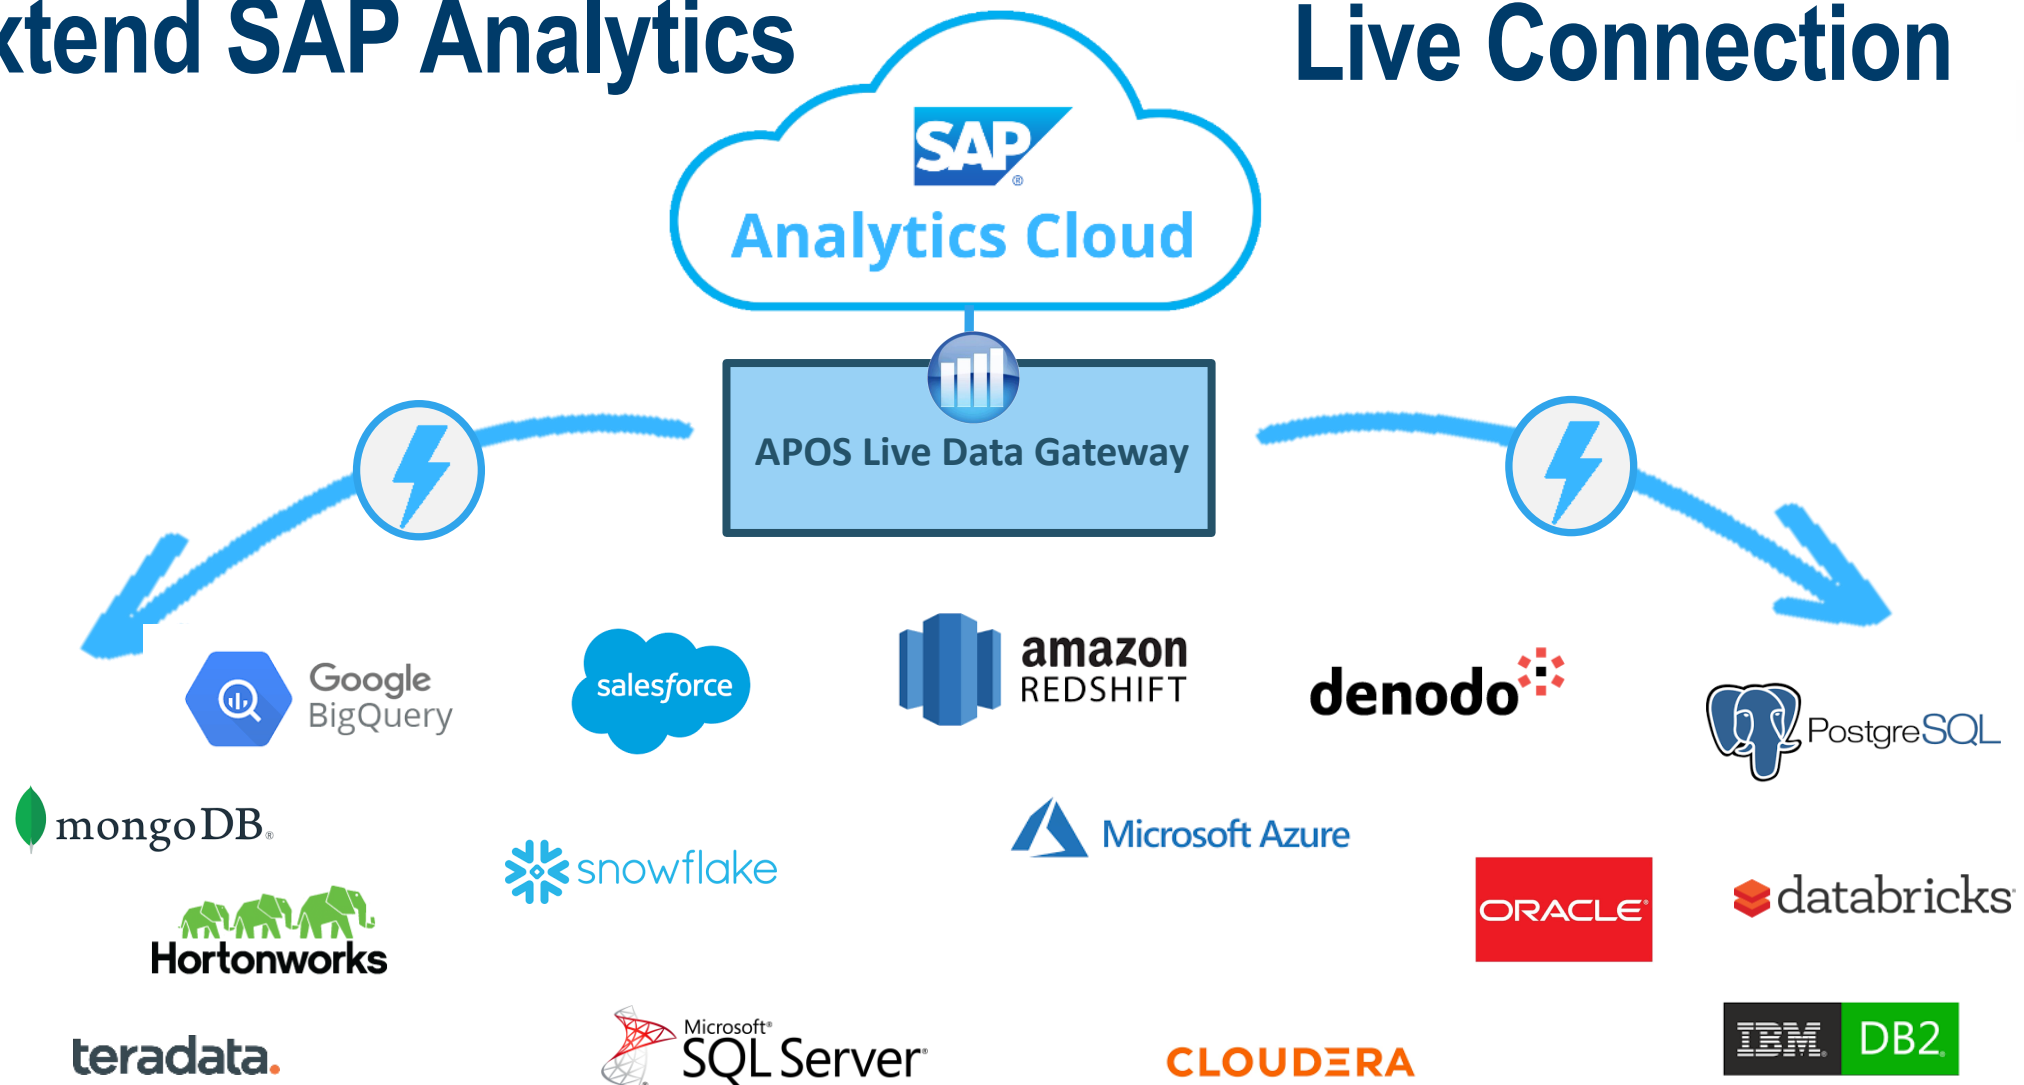 xtend SAP Analytics
Live Connection
SAP®
Analytics Cloud
APOS Live Data Gateway
Google
BigQuery
salesforce
amazon
REDSHIFT
denodo
PostgreSQL
mongoDB®
snowflake
Microsoft Azure
ORACLE®
databricks
Hortonworks
teradata.
Microsoft®
SQL Server®
CLOUDERA
IBM® DB2®